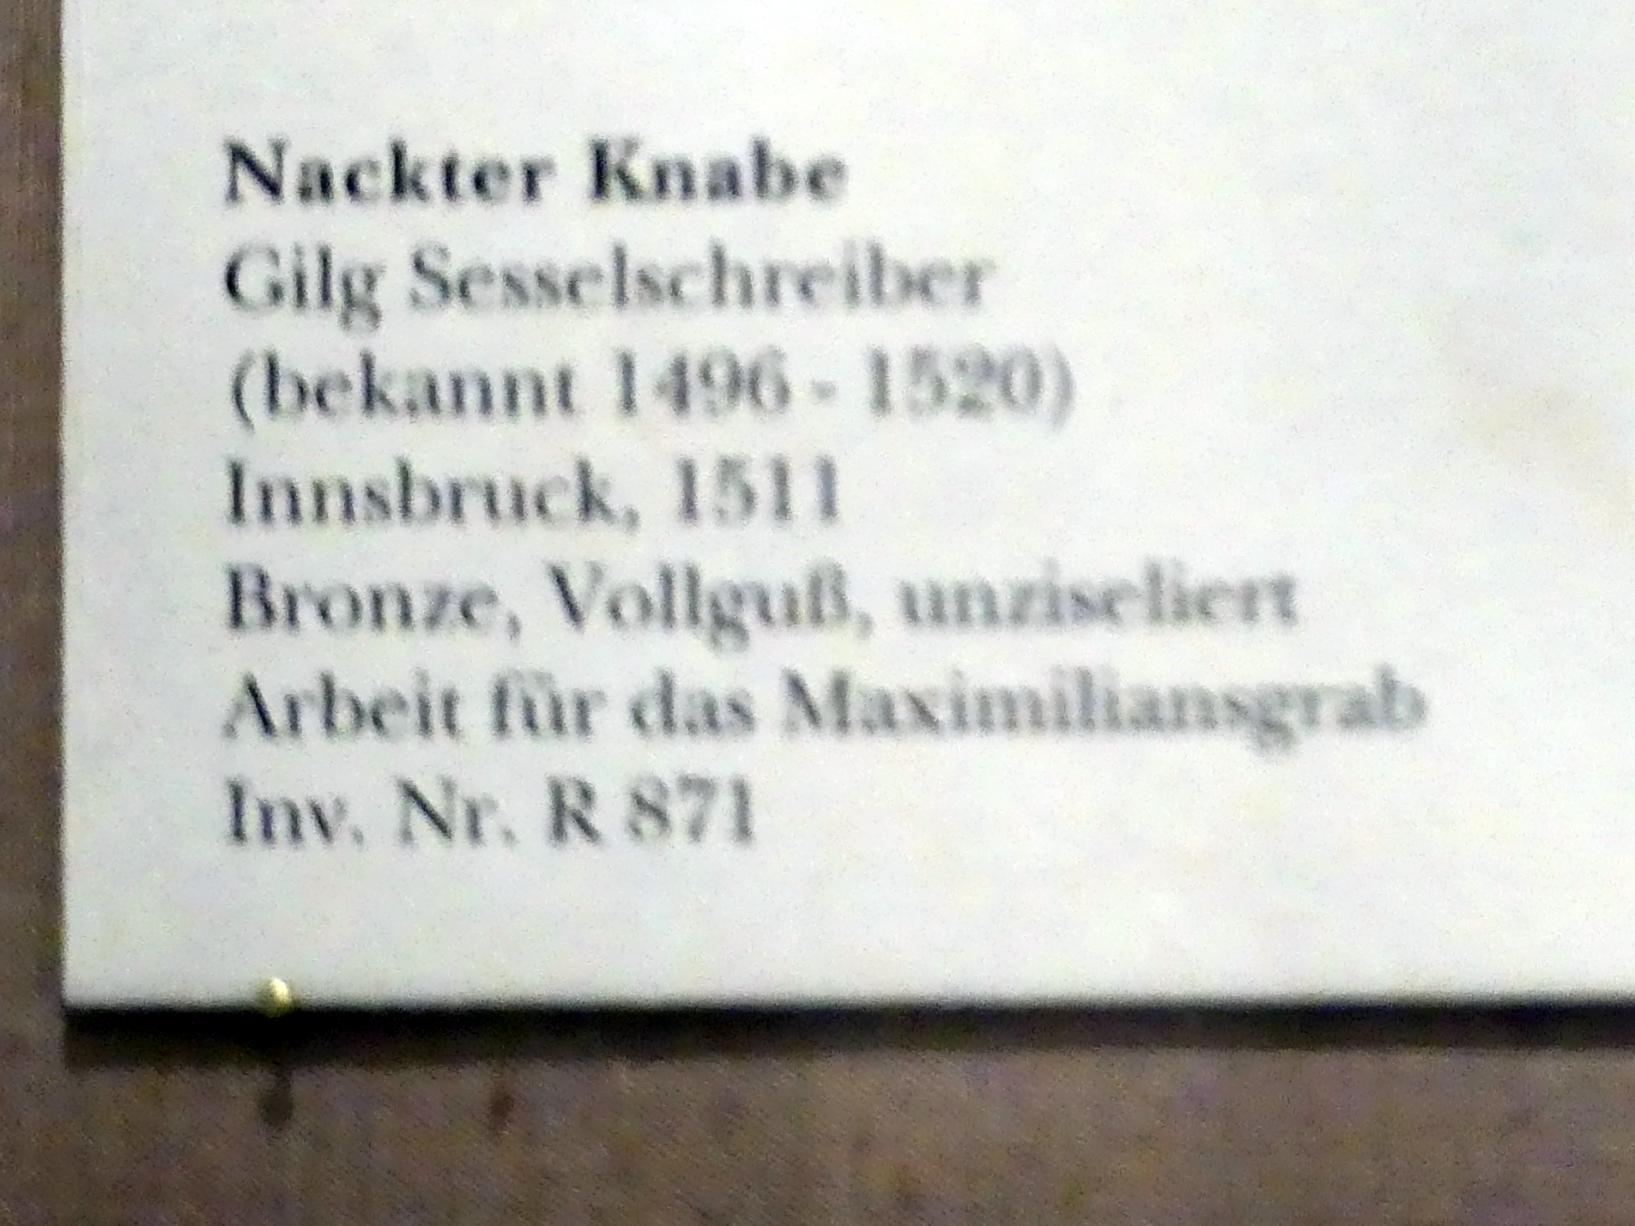 Nackter Knabe
Gilg Sesselschreiber
(bekannt 1496 - 1520)
Innsbruck, 1511
Bronze, Vollguß, unziseliert
Arbeit für das Maximiliansgrab
Inv. Nr. R 871